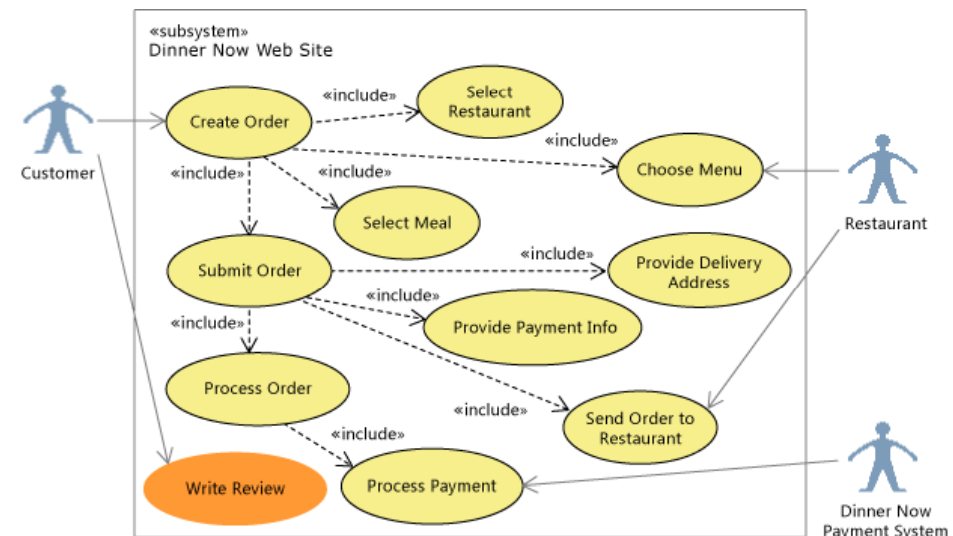 «subsystem»
Dinner Now Web Site
Select
Restaurant
«include»
Create Order
«include»
Customer
«include»
«include»
Choose Menu
Select Meal
Restaurant
«include»
Submit Order
Provide Delivery
Address
«include»
«include»
Provide Payment Info
Process Order
«include»
Send Order to
Restaurant
«include»
Write Review
Process Payment
Dinner Now
Payment System